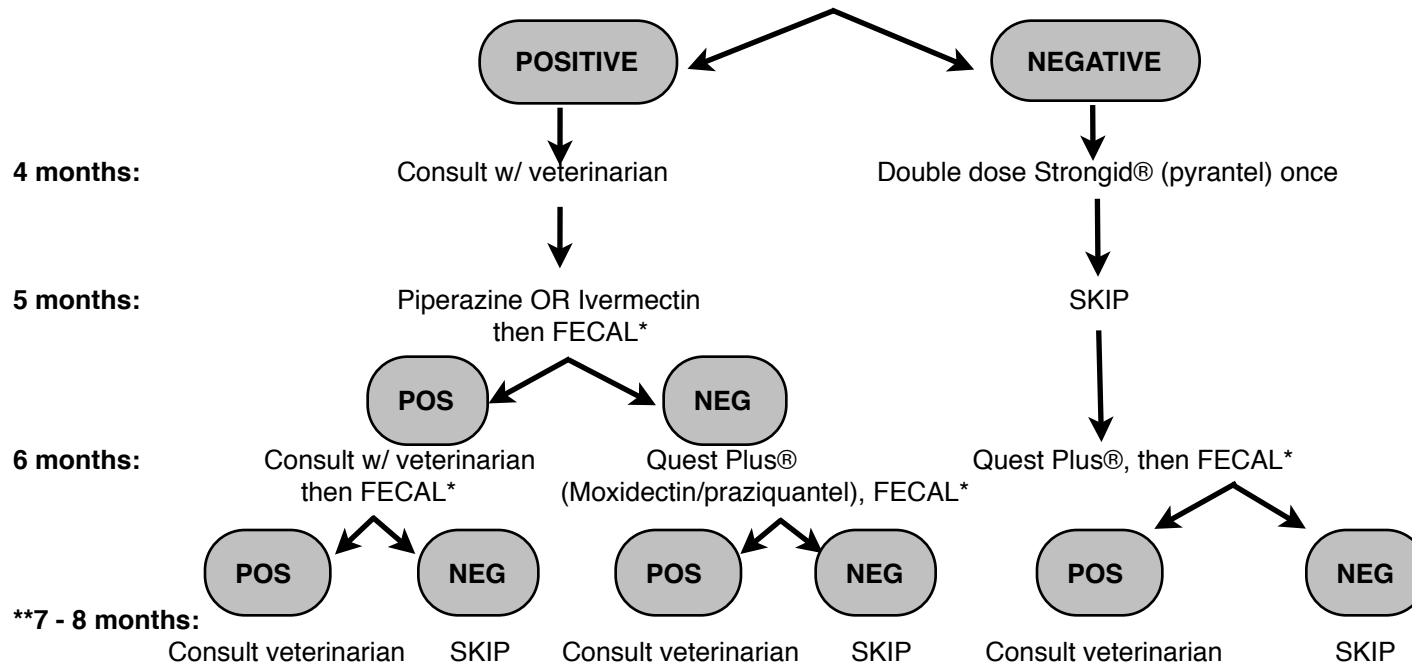 POSITIVE NEGATIVE
4 months: Consult w/ veterinarian Double dose Strongid® (pyrantel) once
5 months: Piperazine OR Ivermectin SKIP
then FECAL*
POS NEG
6 months: Consult w/ veterinarian Quest Plus® Quest Plus®, then FECAL*
then FECAL* (Moxidectin/praziquantel), FECAL*
POS NEG POS NEG POS NEG
**7 - 8 months:
Consult veterinarian SKIP Consult veterinarian SKIP Consult veterinarian SKIP